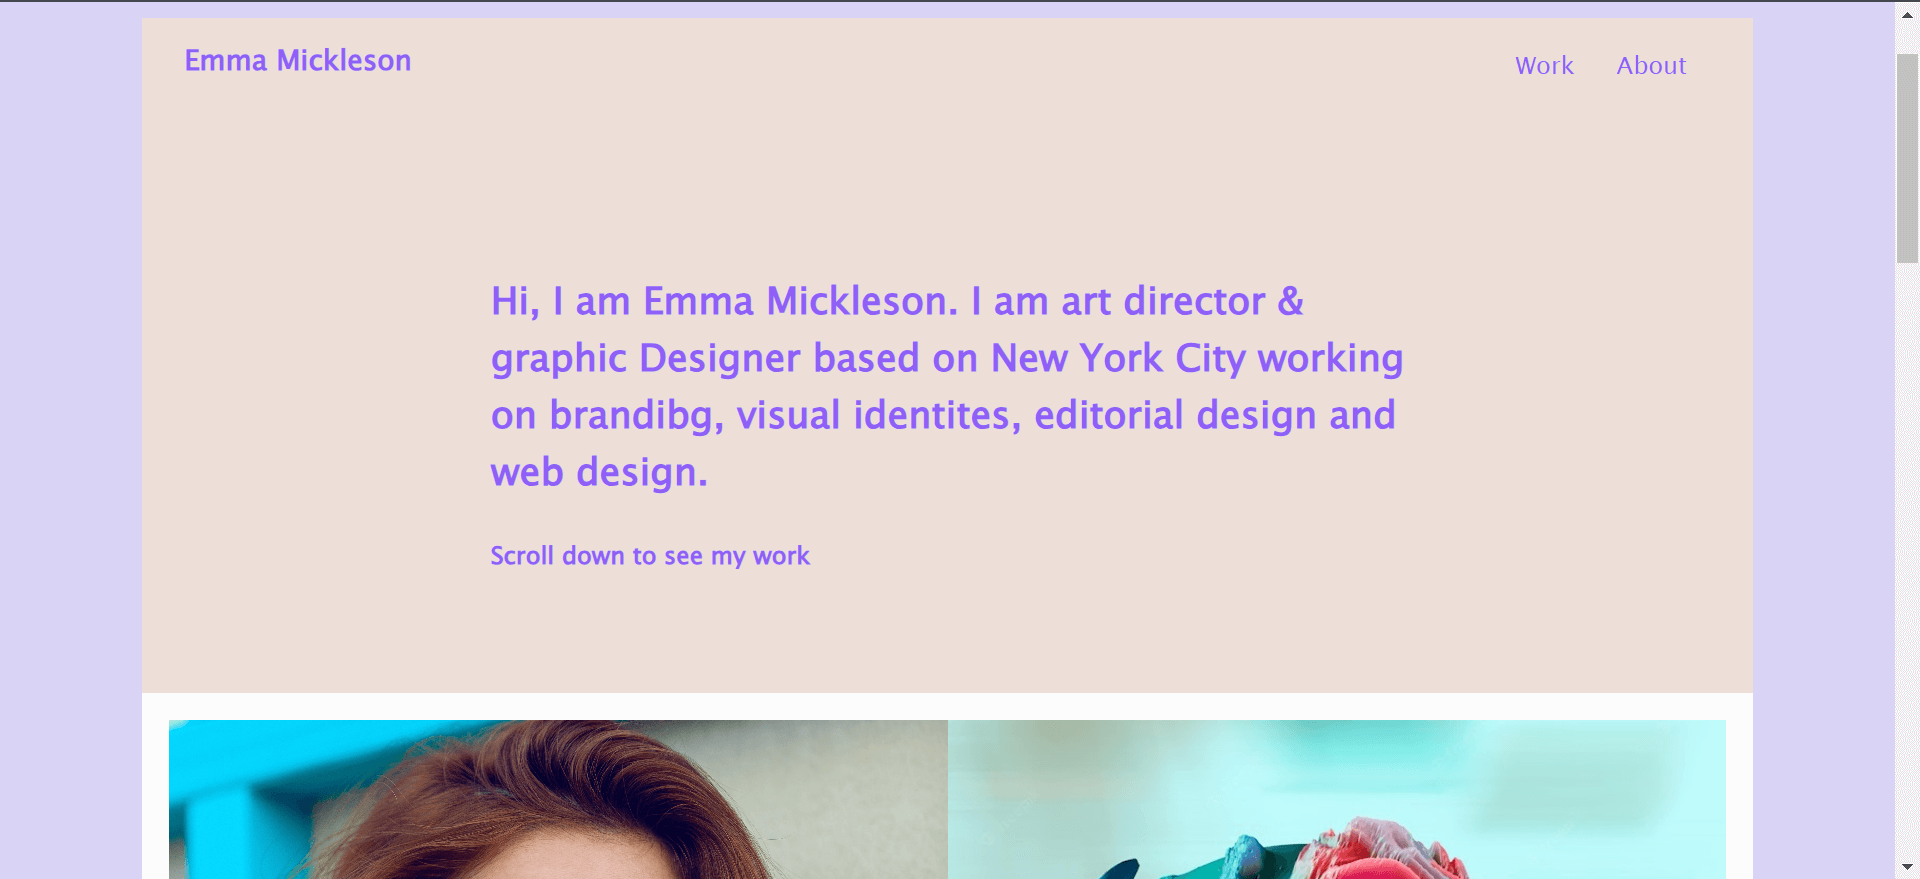 Emma Mickleson
Work About
Hi, I am Emma Mickleson. I am art director &
graphic Designer based on New York City working
on brandibg, visual identites, editorial design and
web design.
Scroll down to see my work